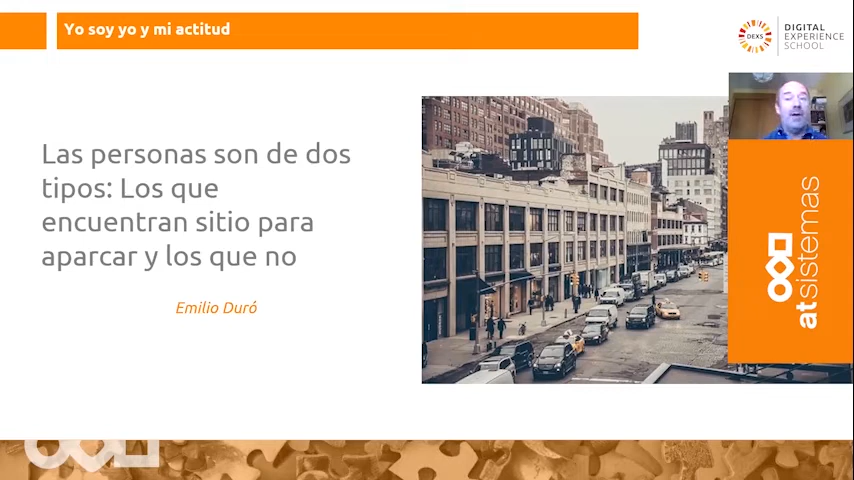 Yo soy yo y mi actitud
DEXS
DIGITAL
EXPERIENCE
SCHOOL
Las personas son de dos
tipos: Los que
encuentran sitio para
aparcar y los que no
Emilio Duró
atsistemas